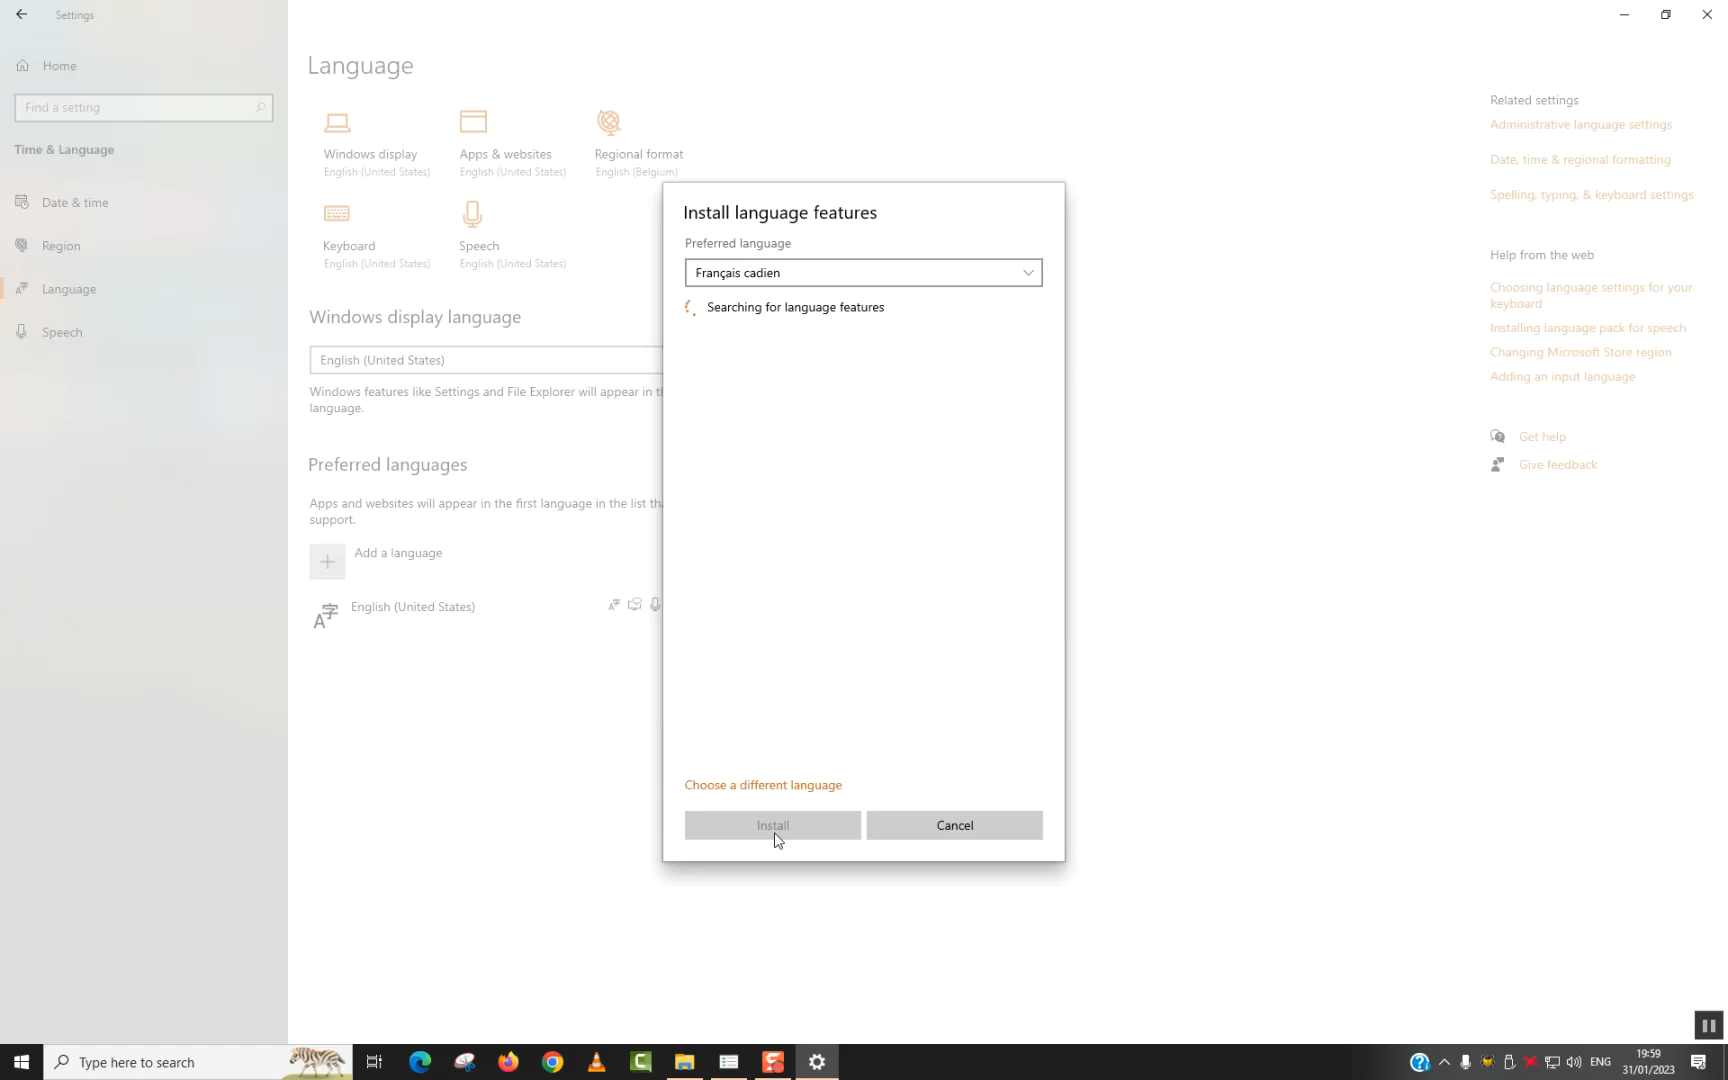 Settings
Home
Find a setting
Time & Language
Date & time
Region
Language
Speech
Language
Windows display
English (United States)
Apps & websites
English (United States)
Regional format
English (Belgium)
Keyboard
English (United States)
Speech
English (United States)
Windows display language
English (United States)
Windows features like Settings and File Explorer will appear in
language.
Preferred languages
Apps and websites will appear in the first language in the list
support.
Add a language
English (United States)
Install language features
Preferred language
Français cadien
Searching for language features
Choose a different language
Install
Cancel
Related settings
Administrative language settings
Date, time & regional formatting
Spelling, typing, & keyboard settings
Help from the web
Choosing language settings for your
keyboard
Installing language pack for speech
Changing Microsoft Store region
Adding an input language
Get help
Give feedback
Type here to search
ENG
19:59
31/01/2023